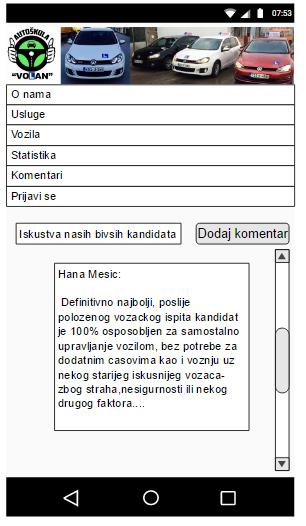 07:53
AUTOŠKULA
"VOLAN"
O nama
Usluge
Vozila
Statistika
Komentari
Prijavi se
Iskustva nasih bivsih kandidata
Dodaj komentar
Hana Mesic:
Definitivno najbolji, poslije
polozenog vozackog ispita kandidat
je 100% osposobljen za samostalno
upravljanje vozilom, bez potrebe za
dodatnim casovima kao i voznju uz
nekog starijeg iskusnijeg vozaca-
zbog straha,nesigurnosti ili nekog
drugog faktora....